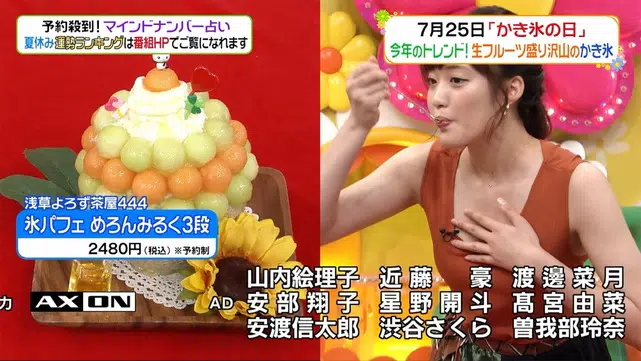 予約殺到! マインドナンバー占い
夏休み運勢ランキングは番組HPでご覧になれます
7月25日「かき氷の日」
今年のトレンド!生フルーツ盛り沢山のかき氷
浅草よろず茶屋444
氷パフェ めろんみるく3段
2480円(税込) ※予約制
山内絵理子 近藤 豪 渡邊菜月
力 AX ON AD 安部翔子 星野開斗 髙宮由菜
安渡信太郎 渋谷さくら 曽我部玲奈